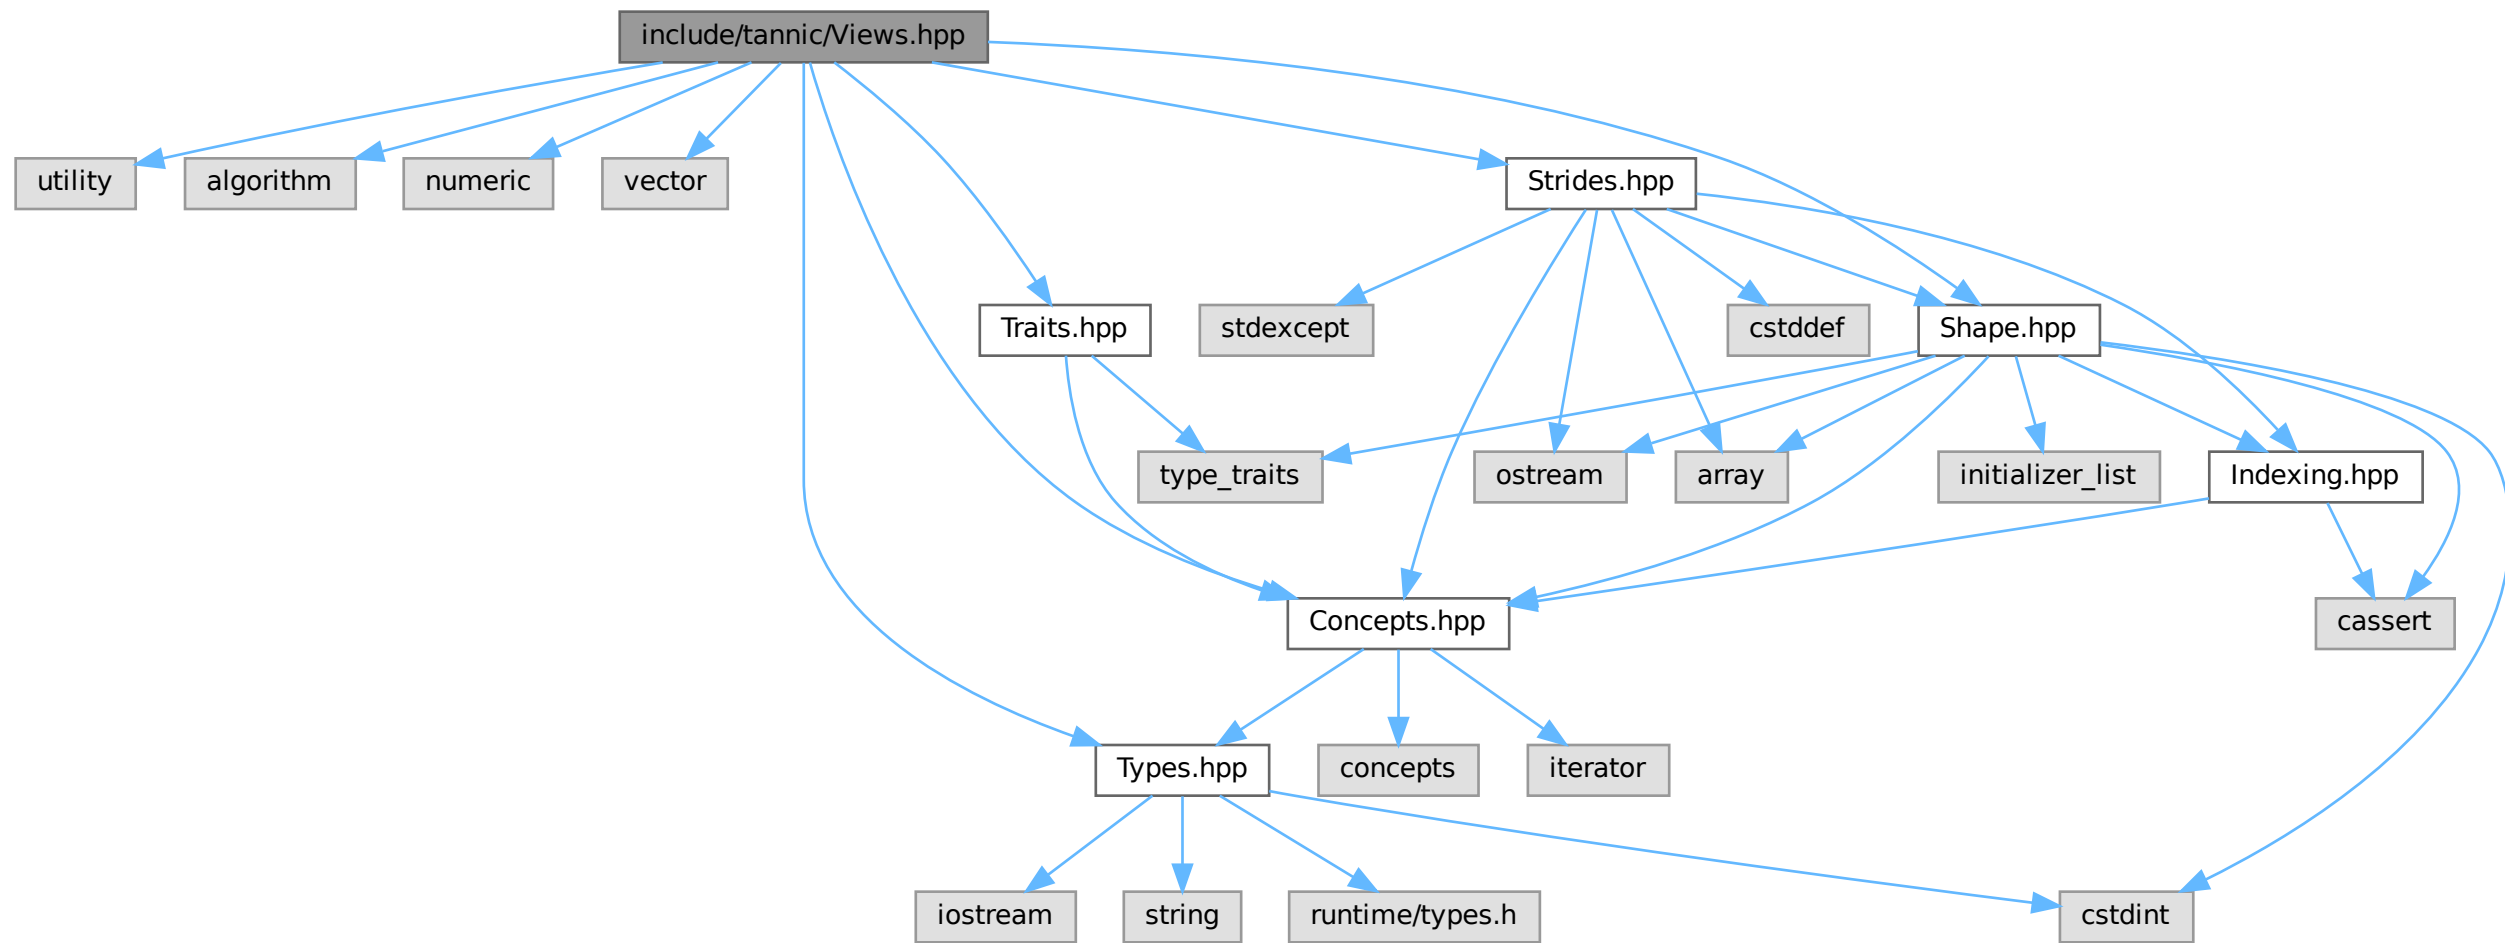 include/tannic/Views.hpp
utility
algorithm
numeric
vector
Strides.hpp
Traits.hpp
stdexcept
cstddef
Shape.hpp
type_traits
ostream
array
initializer_list
Indexing.hpp
Concepts.hpp
cassert
Types.hpp
concepts
iterator
iostream
string
runtime/types.h
cstdint